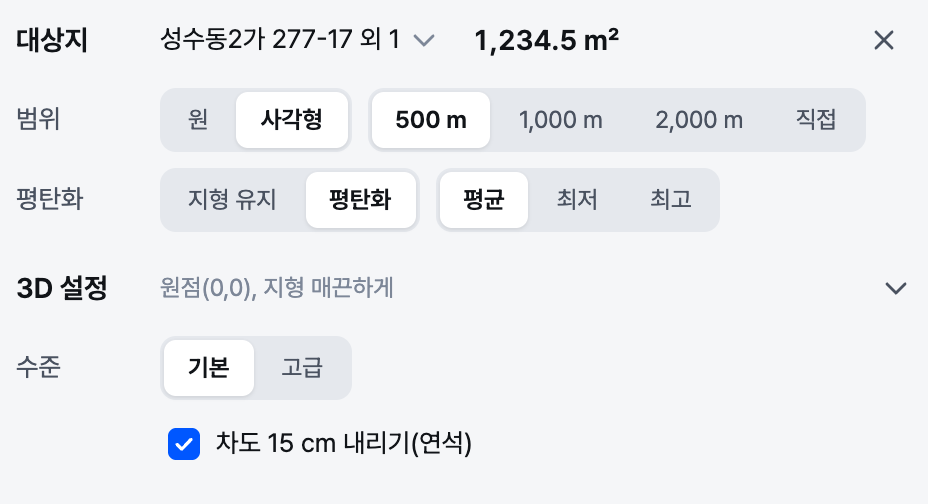 대상지 성수동2가 277-17 외 1 1,234.5 m²
범위 원 사각형 500 m 1,000 m 2,000 m 직접
평탄화 지형 유지 평탄화 평균 최저 최고
3D 설정 원점(0,0), 지형 매끈하게
수준 기본 고급
차도 15 cm 내리기(연석)